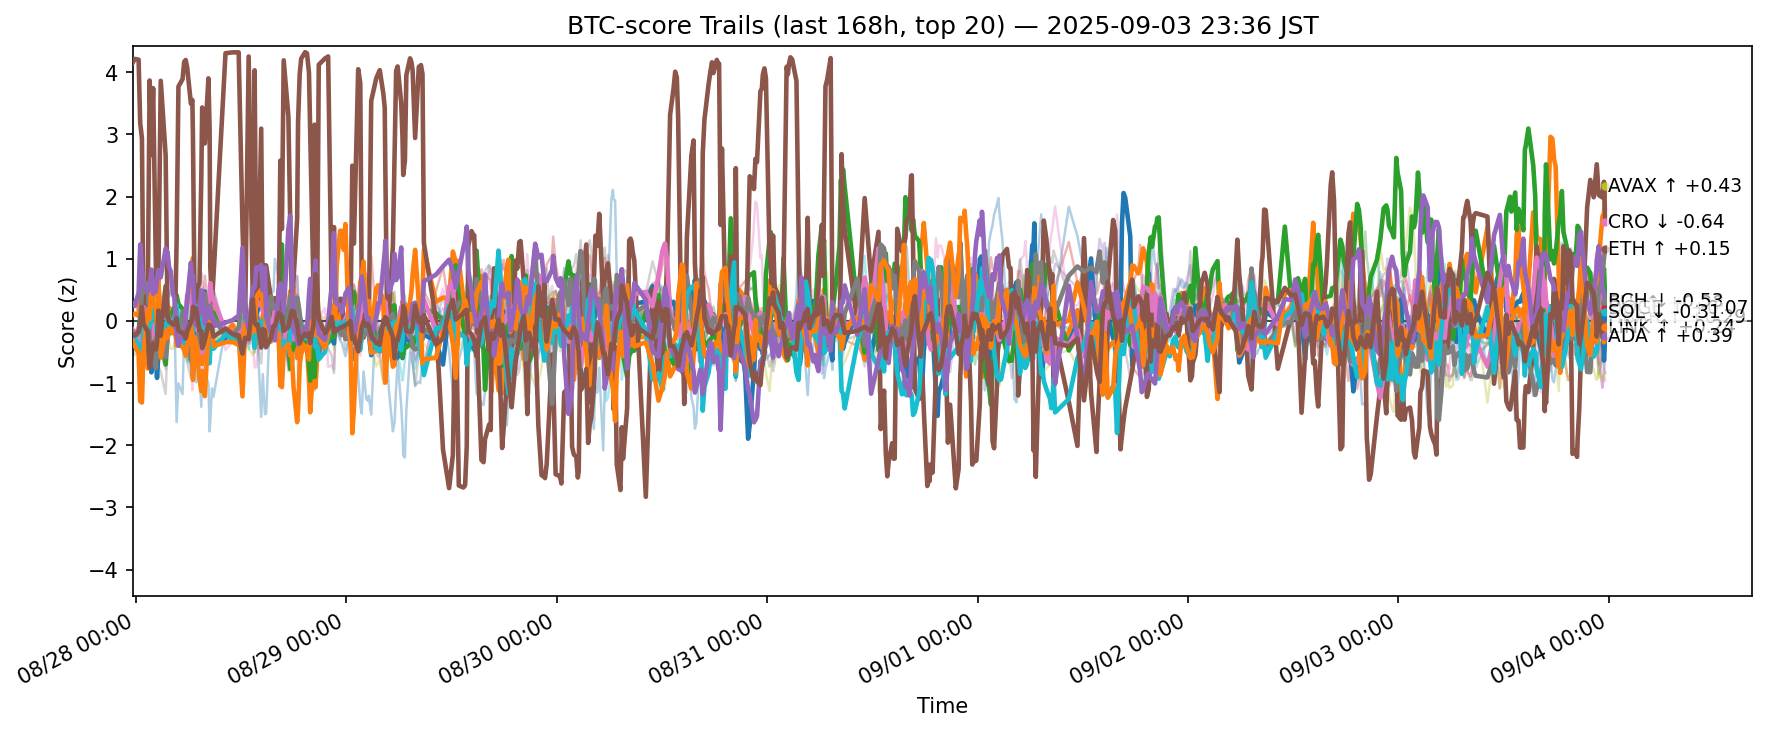 BTC-score Trails (last 168h, top 20) — 2025-09-03 23:36 JST
Score (z)
4
3
2
1
0
−1
−2
−3
−4
AVAX ↑ +0.43
CRO ↓ -0.64
ETH ↑ +0.15
BCH ↓ -0.53
SOL ↓ -0.31
ADA ↑ +0.39
08/28 00:00
08/29 00:00
08/30 00:00
08/31 00:00
09/01 00:00
09/02 00:00
09/03 00:00
09/04 00:00
Time